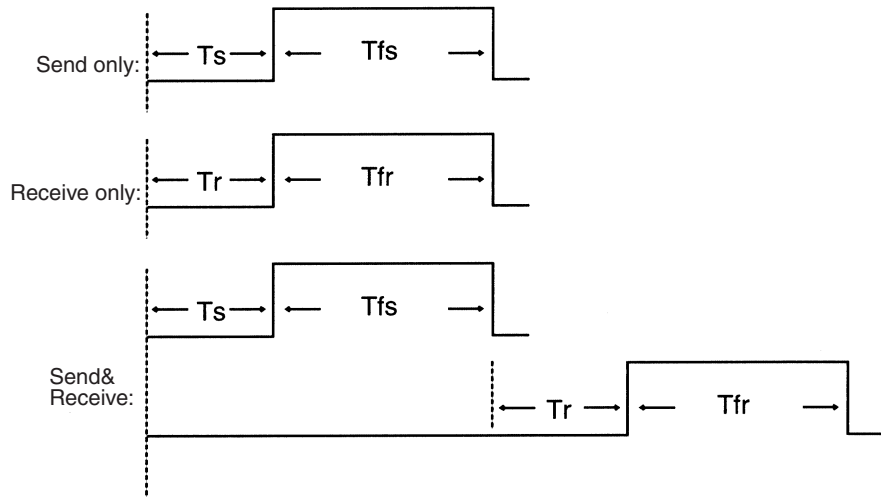 Send only:
Ts
Tfs
Receive only:
Tr
Tfr
Ts
Tfs
Send&
Receive:
Tr
Tfr